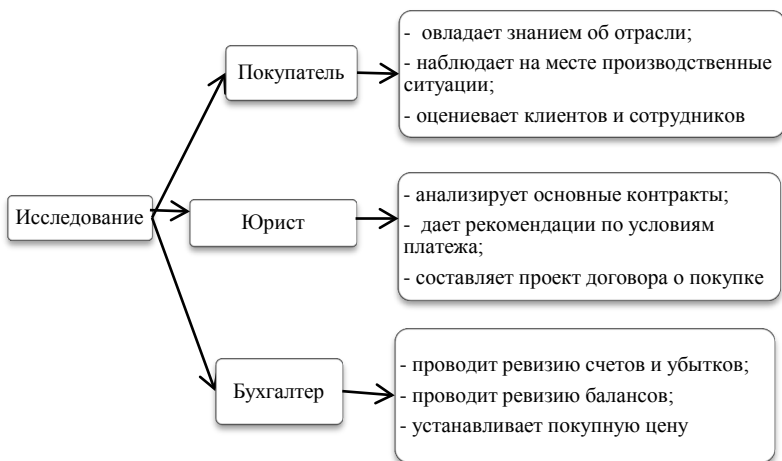 Исследование
Покупатель
- овладает знанием об отрасли;
- наблюдает на месте производственные
ситуации;
- оцениевает клиентов и сотрудников
Юрист
- анализирует основные контракты;
- дает рекомендации по условиям
платежа;
- составляет проект договора о покупке
Бухгалтер
- проводит ревизию счетов и убытков;
- проводит ревизию балансов;
- устанавливает покупную цену